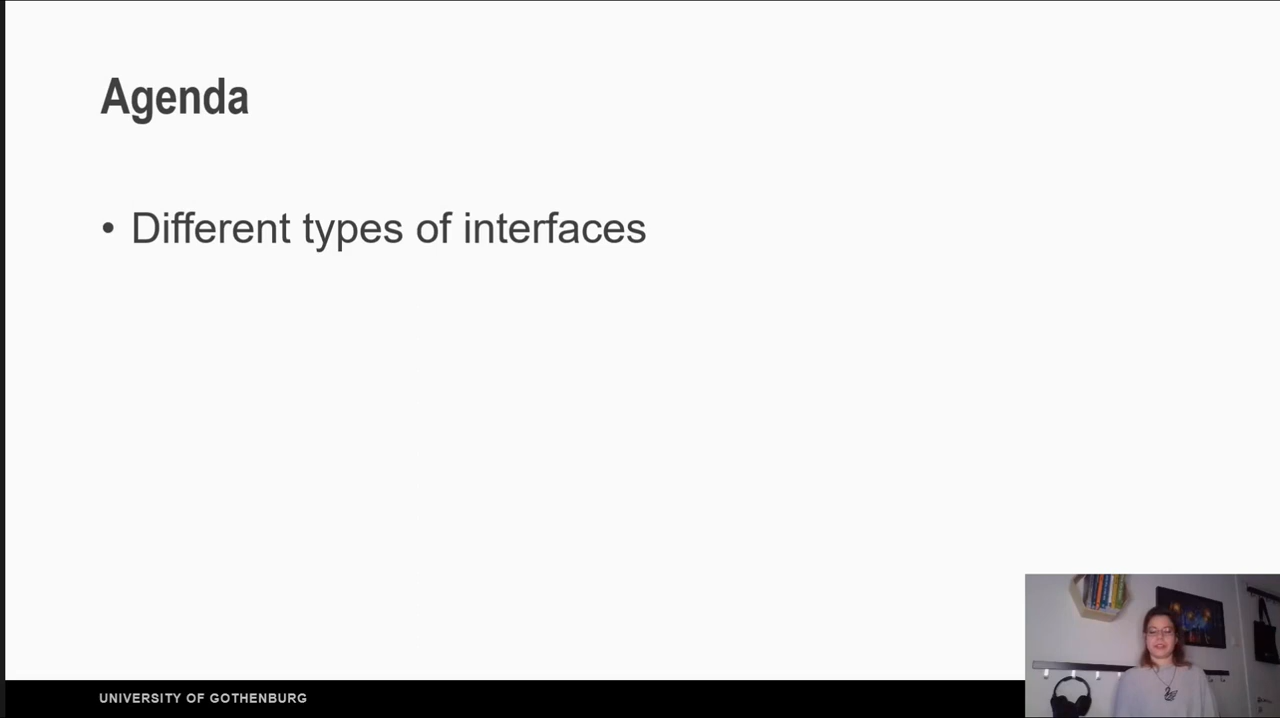 Agenda
• Different types of interfaces
UNIVERSITY OF GOTHENBURG